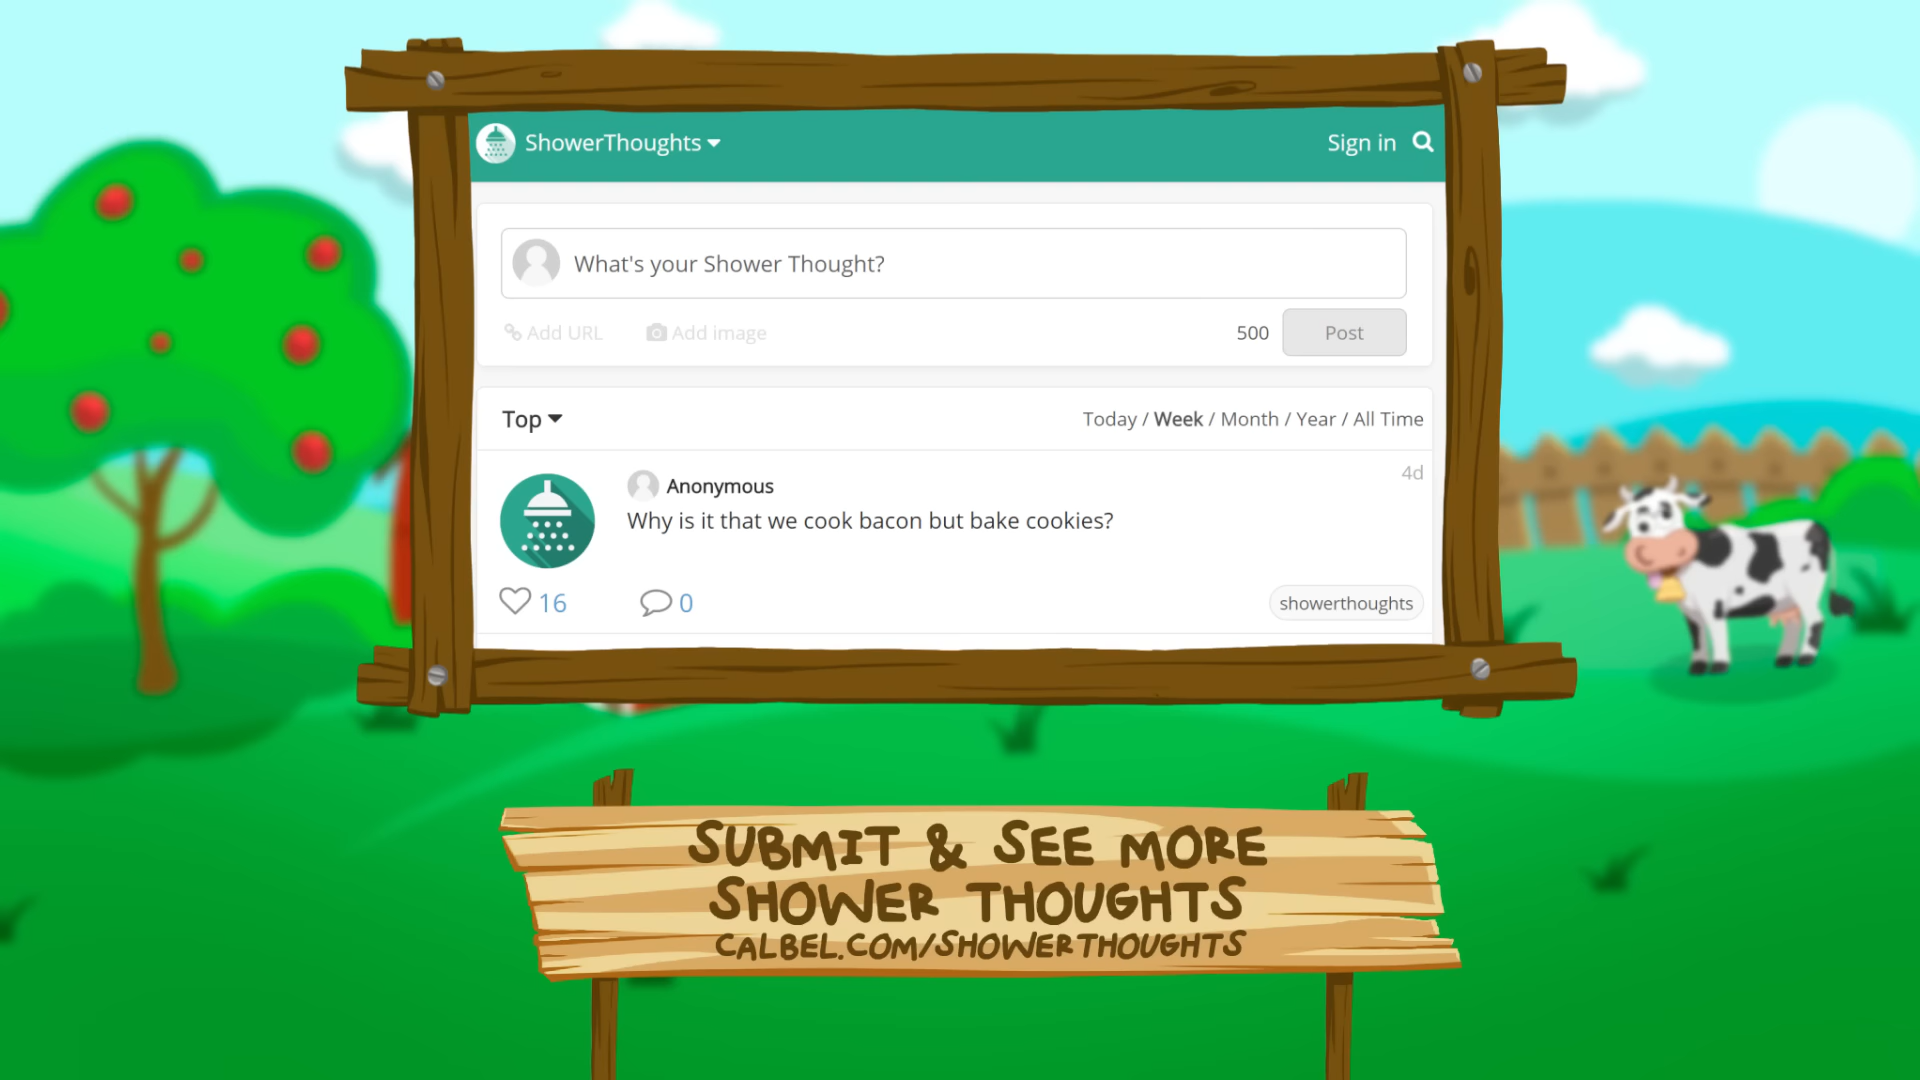 ShowerThoughts
Sign in
What's your Shower Thought?
Add URL
Add image
500
Post
Top
Today / Week / Month / Year / All Time
4d
Anonymous
Why is it that we cook bacon but bake cookies?
16
0
showerthoughts
SUBMIT & SEE MORE
SHOWER THOUGHTS
CALBEL.COM/SHOWERTHOUGHTS